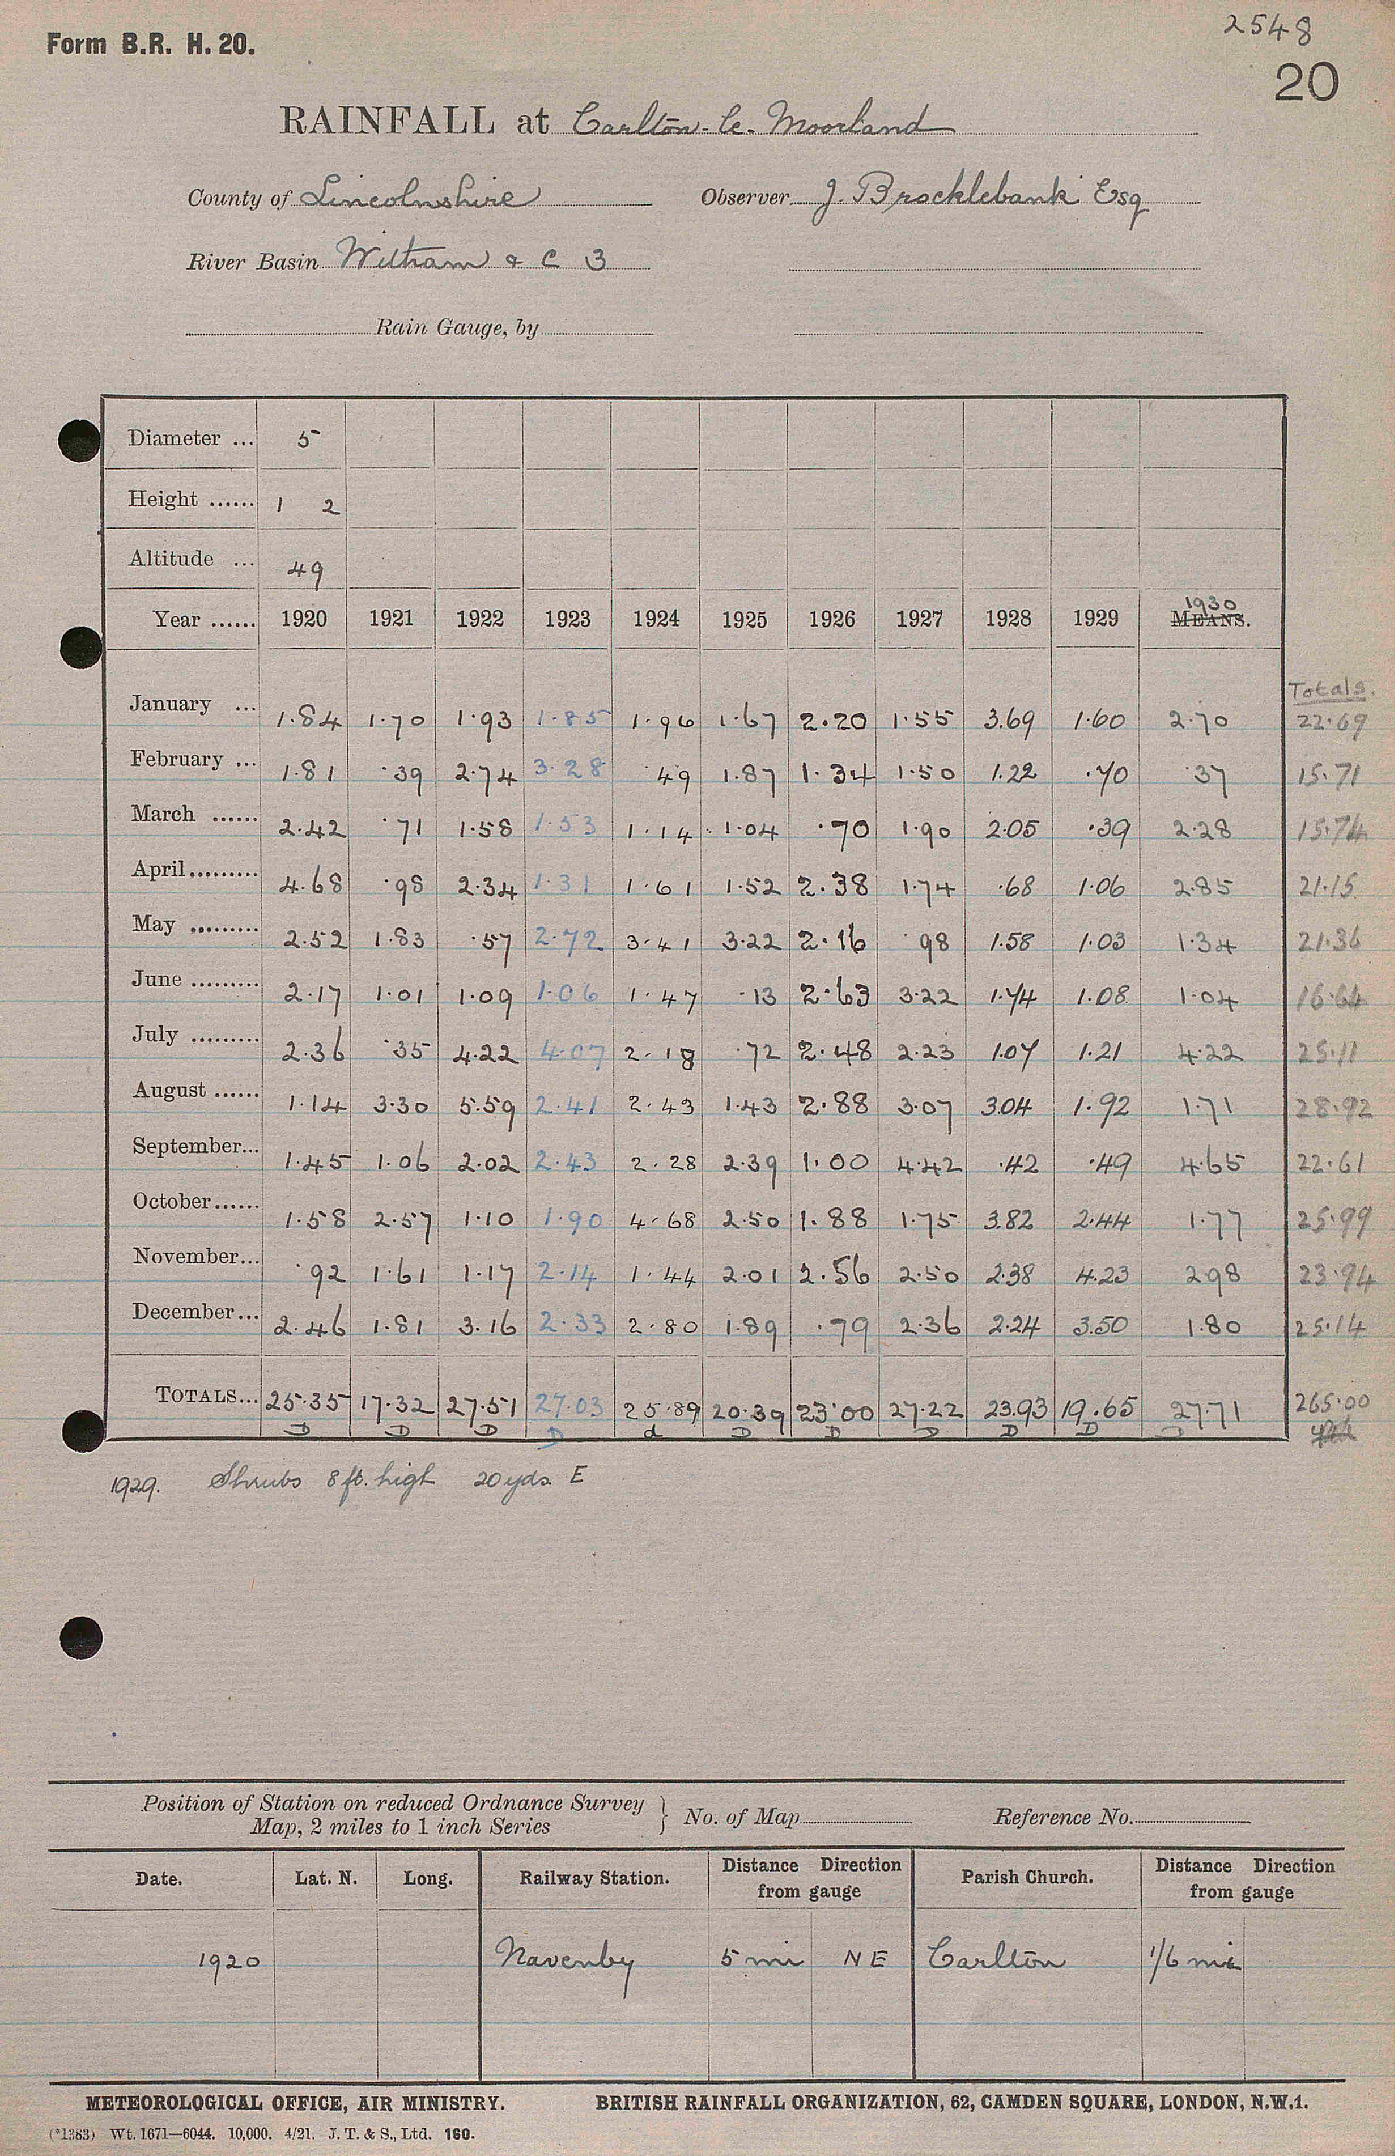 2548
Form B.R. H. 20.
20
RAINFALL at Carlton. le. Moorland
County of Lincolnshire Observer J. Brocklebank Esq
River Basin Witham & C 3
Rain Gauge, by
Diameter ... 5
Height ...... 1 2
Altitude ... 49
1930
Year ...... 1920 1921 1922 1923 1924 1925 1926 1927 1928 1929 MEANS.
Totals.
January ... 1.84 1.70 1.93 1.85 1.96 1.67 2.20 1.55 3.69 1.60 2.70 22.69
February ... 1.81 .39 2.74 3.28 .49 1.87 1.34 1.50 1.22 .70 .37 15.71
March ...... 2.42 .71 1.58 1.53 1.14 1.04 .70 1.90 2.05 .39 2.28 15.74
April......... 4.68 .98 2.34 1.31 1.61 1.52 2.38 1.74 .68 1.06 2.85 21.15
May ......... 2.52 1.83 .57 2.72 3.41 3.22 2.16 .98 1.58 1.03 1.34 21.36
June ......... 2.17 1.01 1.09 1.06 1.47 .13 2.63 3.22 1.74 1.08 1.04 16.64
July ......... 2.36 .35 4.22 4.07 2.18 .72 2.48 2.23 1.07 1.21 4.22 25.11
August ...... 1.14 3.30 5.59 2.41 2.43 1.43 2.88 3.07 3.04 1.92 1.71 28.92
September... 1.45 1.06 2.02 2.43 2.28 2.39 1.00 4.42 .42 .49 4.65 22.61
October...... 1.58 2.57 1.10 1.90 4.68 2.50 1.88 1.75 3.82 2.44 1.77 25.99
November... .92 1.61 1.17 2.14 1.44 2.01 2.56 2.50 2.38 4.23 2.98 23.94
December... 2.46 1.81 3.16 2.33 2.80 1.89 .79 2.36 2.24 3.50 1.80 25.14
TOTALS... 25.35 17.32 27.51 27.03 25.89 20.39 23.00 27.22 23.93 19.65 27.71 265.00
D D D D d D D D D D D
1929. Shrubs 8 ft. high 20 yds. E
Position of Station on reduced Ordnance Survey
Map, 2 miles to 1 inch Series } No. of Map Reference No.
Date. Lat. N. Long. Railway Station. Distance Direction from gauge Parish Church. Distance Direction from gauge
1920 Navenby 5 mi NE Carlton 1/6 mi
METEOROLOGICAL OFFICE, AIR MINISTRY. BRITISH RAINFALL ORGANIZATION, 62, CAMDEN SQUARE, LONDON, N.W.1.
(*1383) Wt. 1671—6044. 10,000. 4/21. J. T. & S., Ltd. 160.